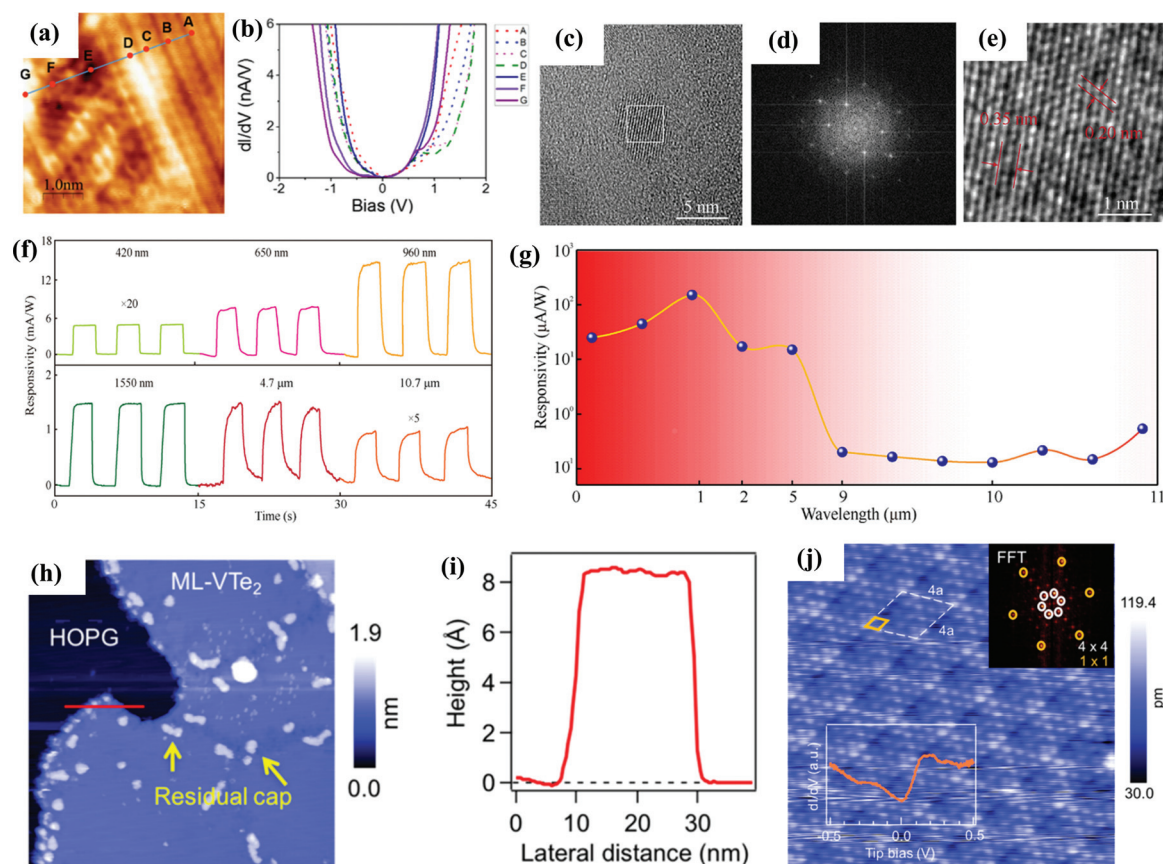 (a)
A
B
C
D
E
F
G
1.0nm
(b)
6
4
2
0
dI/dV (nA/V)
-2
-1
0
1
2
Bias (V)
A
B
C
D
E
F
G
(c)
5 nm
(d)
(e)
0.35 nm
0.20 nm
1 nm
(f)
18
12
6
0
420 nm
650 nm
960 nm
×20
Responsivity (mA/W)
2
1
0
1550 nm
4.7 μm
10.7 μm
×5
0
15
30
45
Time (s)
(g)
10³
10²
10¹
10⁰
10¹
Responsivity (μA/W)
0
1
2
5
9
10
11
Wavelength (μm)
(h)
ML-VTe₂
HOPG
Residual cap
1.9
nm
0.0
(i)
8
6
4
2
0
Height (Å)
0
10
20
30
Lateral distance (nm)
(j)
4a
4a
FFT
4 x 4
1 x 1
119.4
pm
30.0
dI/dV (a.u.)
-0.5
0.0
0.5
Tip bias (V)